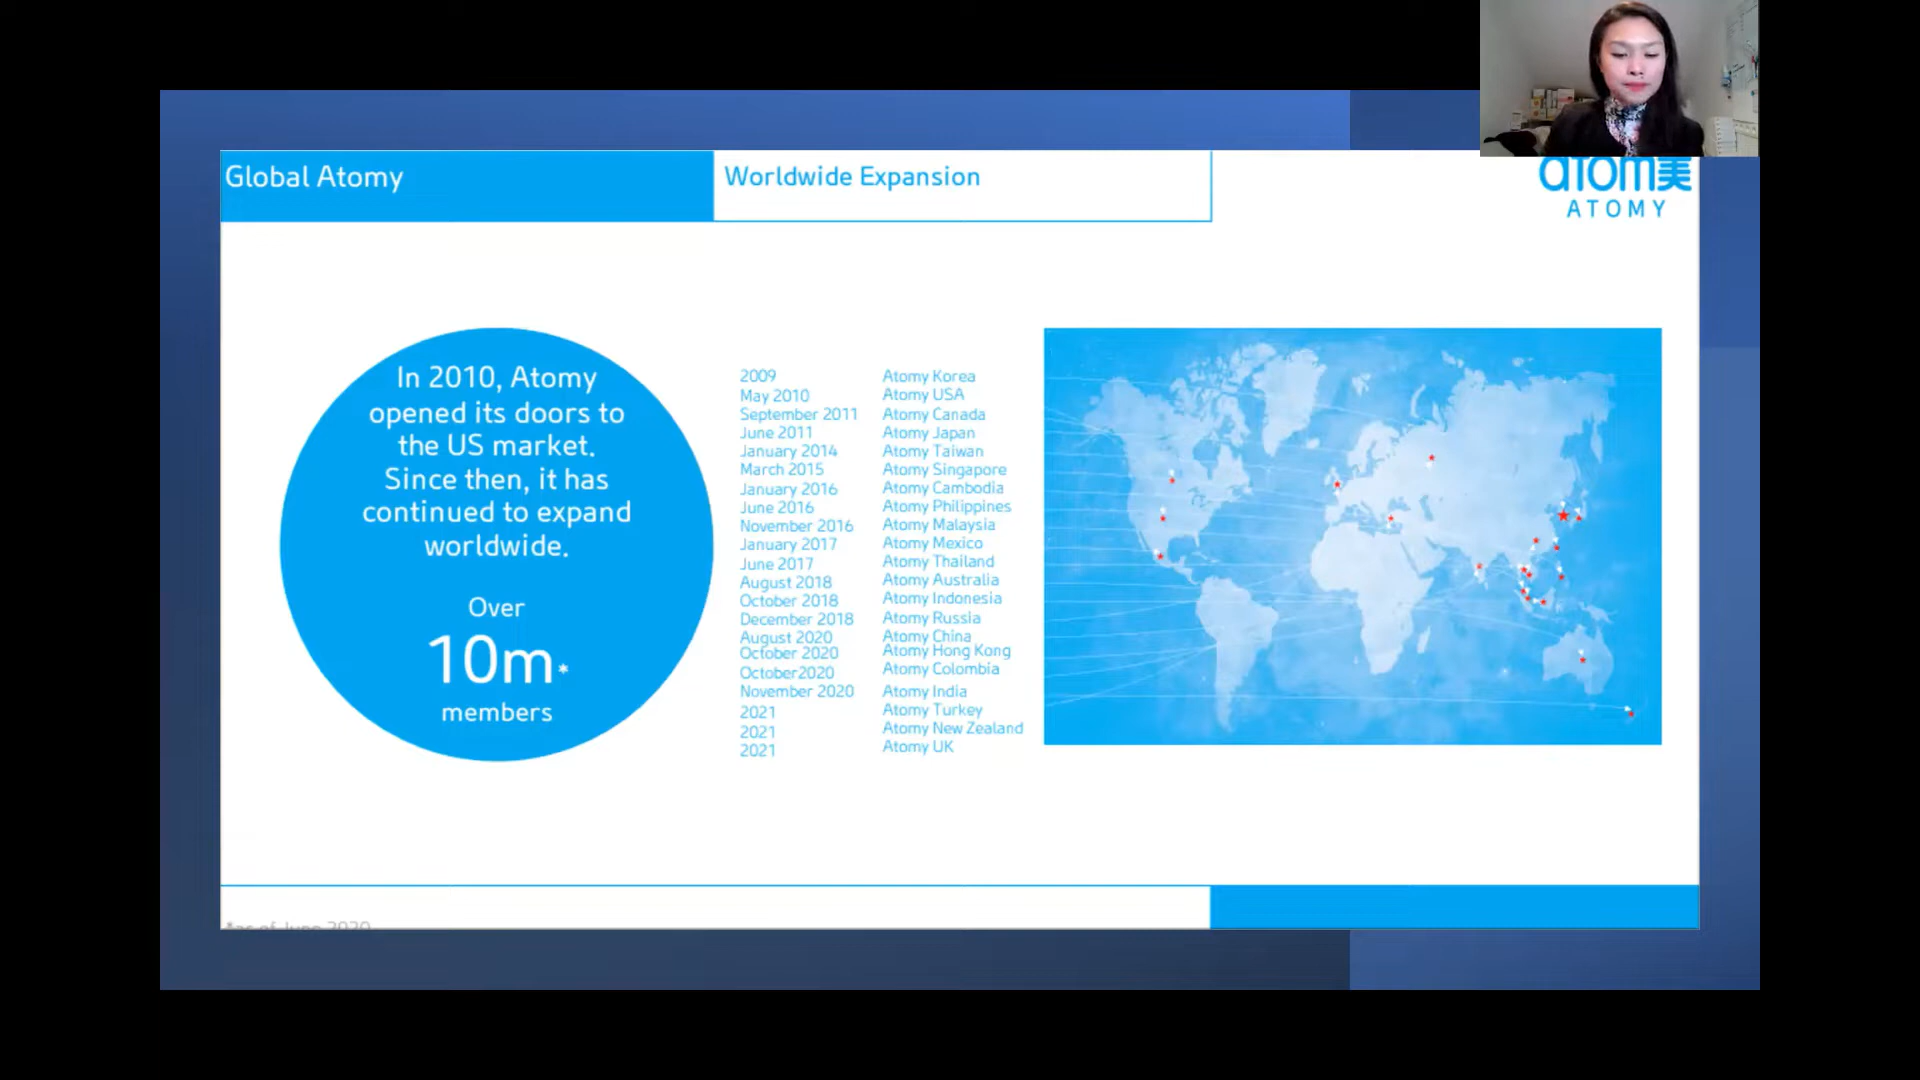 Global Atomy
Worldwide Expansion
atom美
ATOMY
In 2010, Atomy
opened its doors to
the US market.
Since then, it has
continued to expand
worldwide.
Over
10m*
members
2009 Atomy Korea
May 2010 Atomy USA
September 2011 Atomy Canada
June 2011 Atomy Japan
January 2014 Atomy Taiwan
March 2015 Atomy Singapore
January 2016 Atomy Cambodia
June 2016 Atomy Philippines
November 2016 Atomy Malaysia
January 2017 Atomy Mexico
June 2017 Atomy Thailand
August 2018 Atomy Australia
October 2018 Atomy Indonesia
December 2018 Atomy Russia
August 2020 Atomy China
October 2020 Atomy Hong Kong
October2020 Atomy Colombia
November 2020 Atomy India
2021 Atomy Turkey
2021 Atomy New Zealand
2021 Atomy UK
*as of June 2020